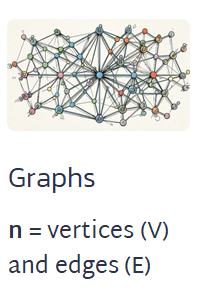 Graphs
n = vertices (V)
and edges (E)